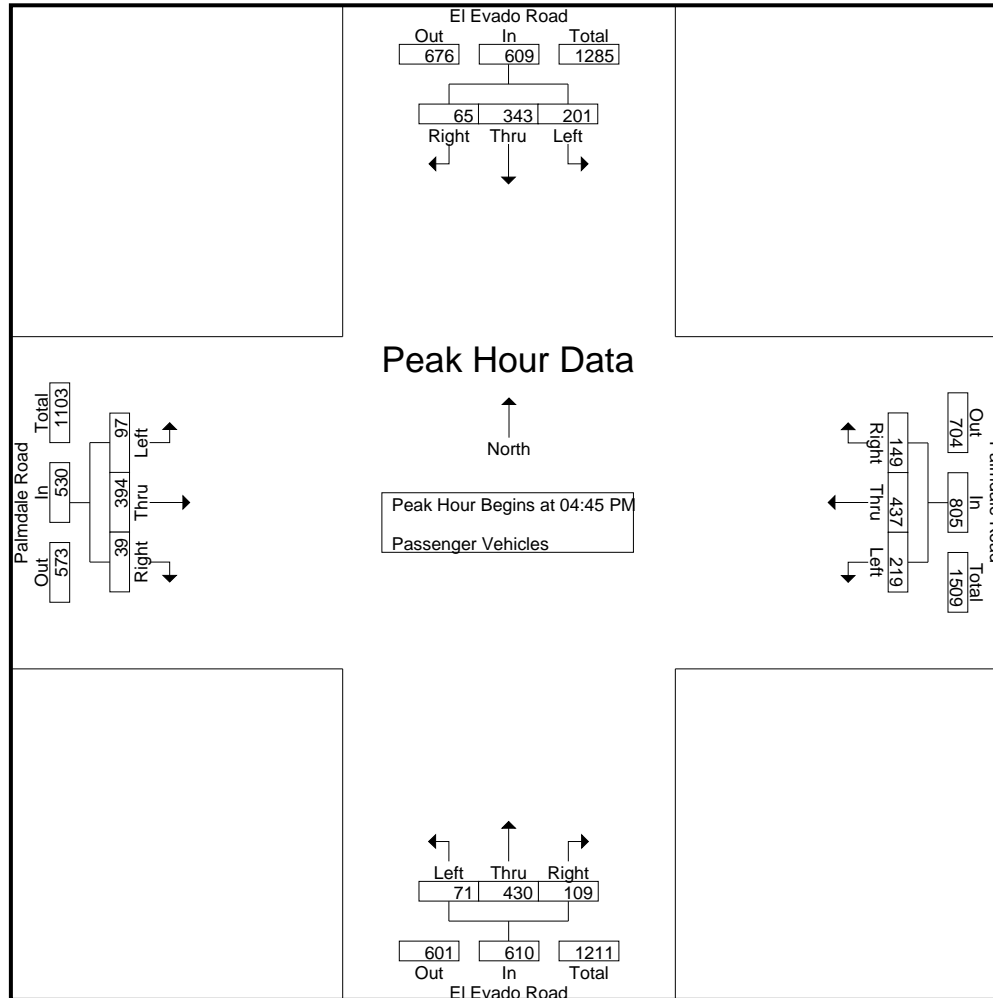 El Evado Road
Out In Total
676 609 1285
65 343 201
Right Thru Left
Peak Hour Data
North
Peak Hour Begins at 04:45 PM
Passenger Vehicles
Palmdale Road
Out In Total
573 530 1103
39 394 97
Right Thru Left
Palmdale Road
Out In Total
704 805 1509
149 437 219
Right Thru Left
Left Thru Right
71 430 109
601 610 1211
Out In Total
El Evado Road